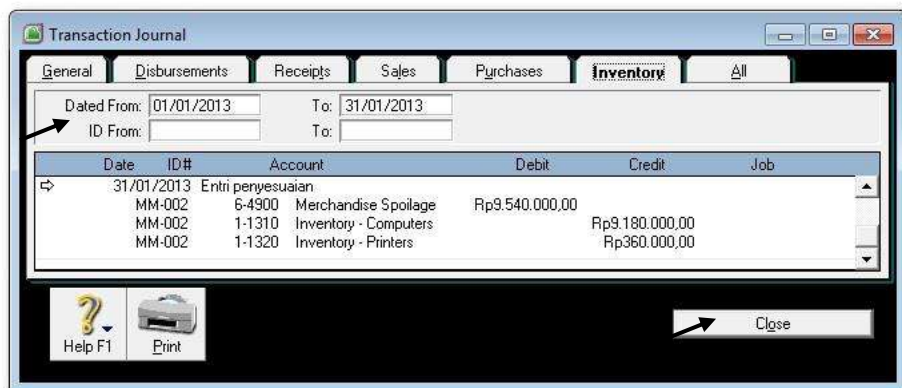 Transaction Journal
General Disbursements Receipts Sales Purchases Inventory All
Dated From: 01/01/2013 To: 31/01/2013
ID From: To:
Date ID# Account Debit Credit Job
31/01/2013 Entri penyesuaian
MM-002 6-4900 Merchandise Spoilage Rp9.540.000,00
MM-002 1-1310 Inventory - Computers Rp9.180.000,00
MM-002 1-1320 Inventory - Printers Rp360.000,00
Help F1 Print Close